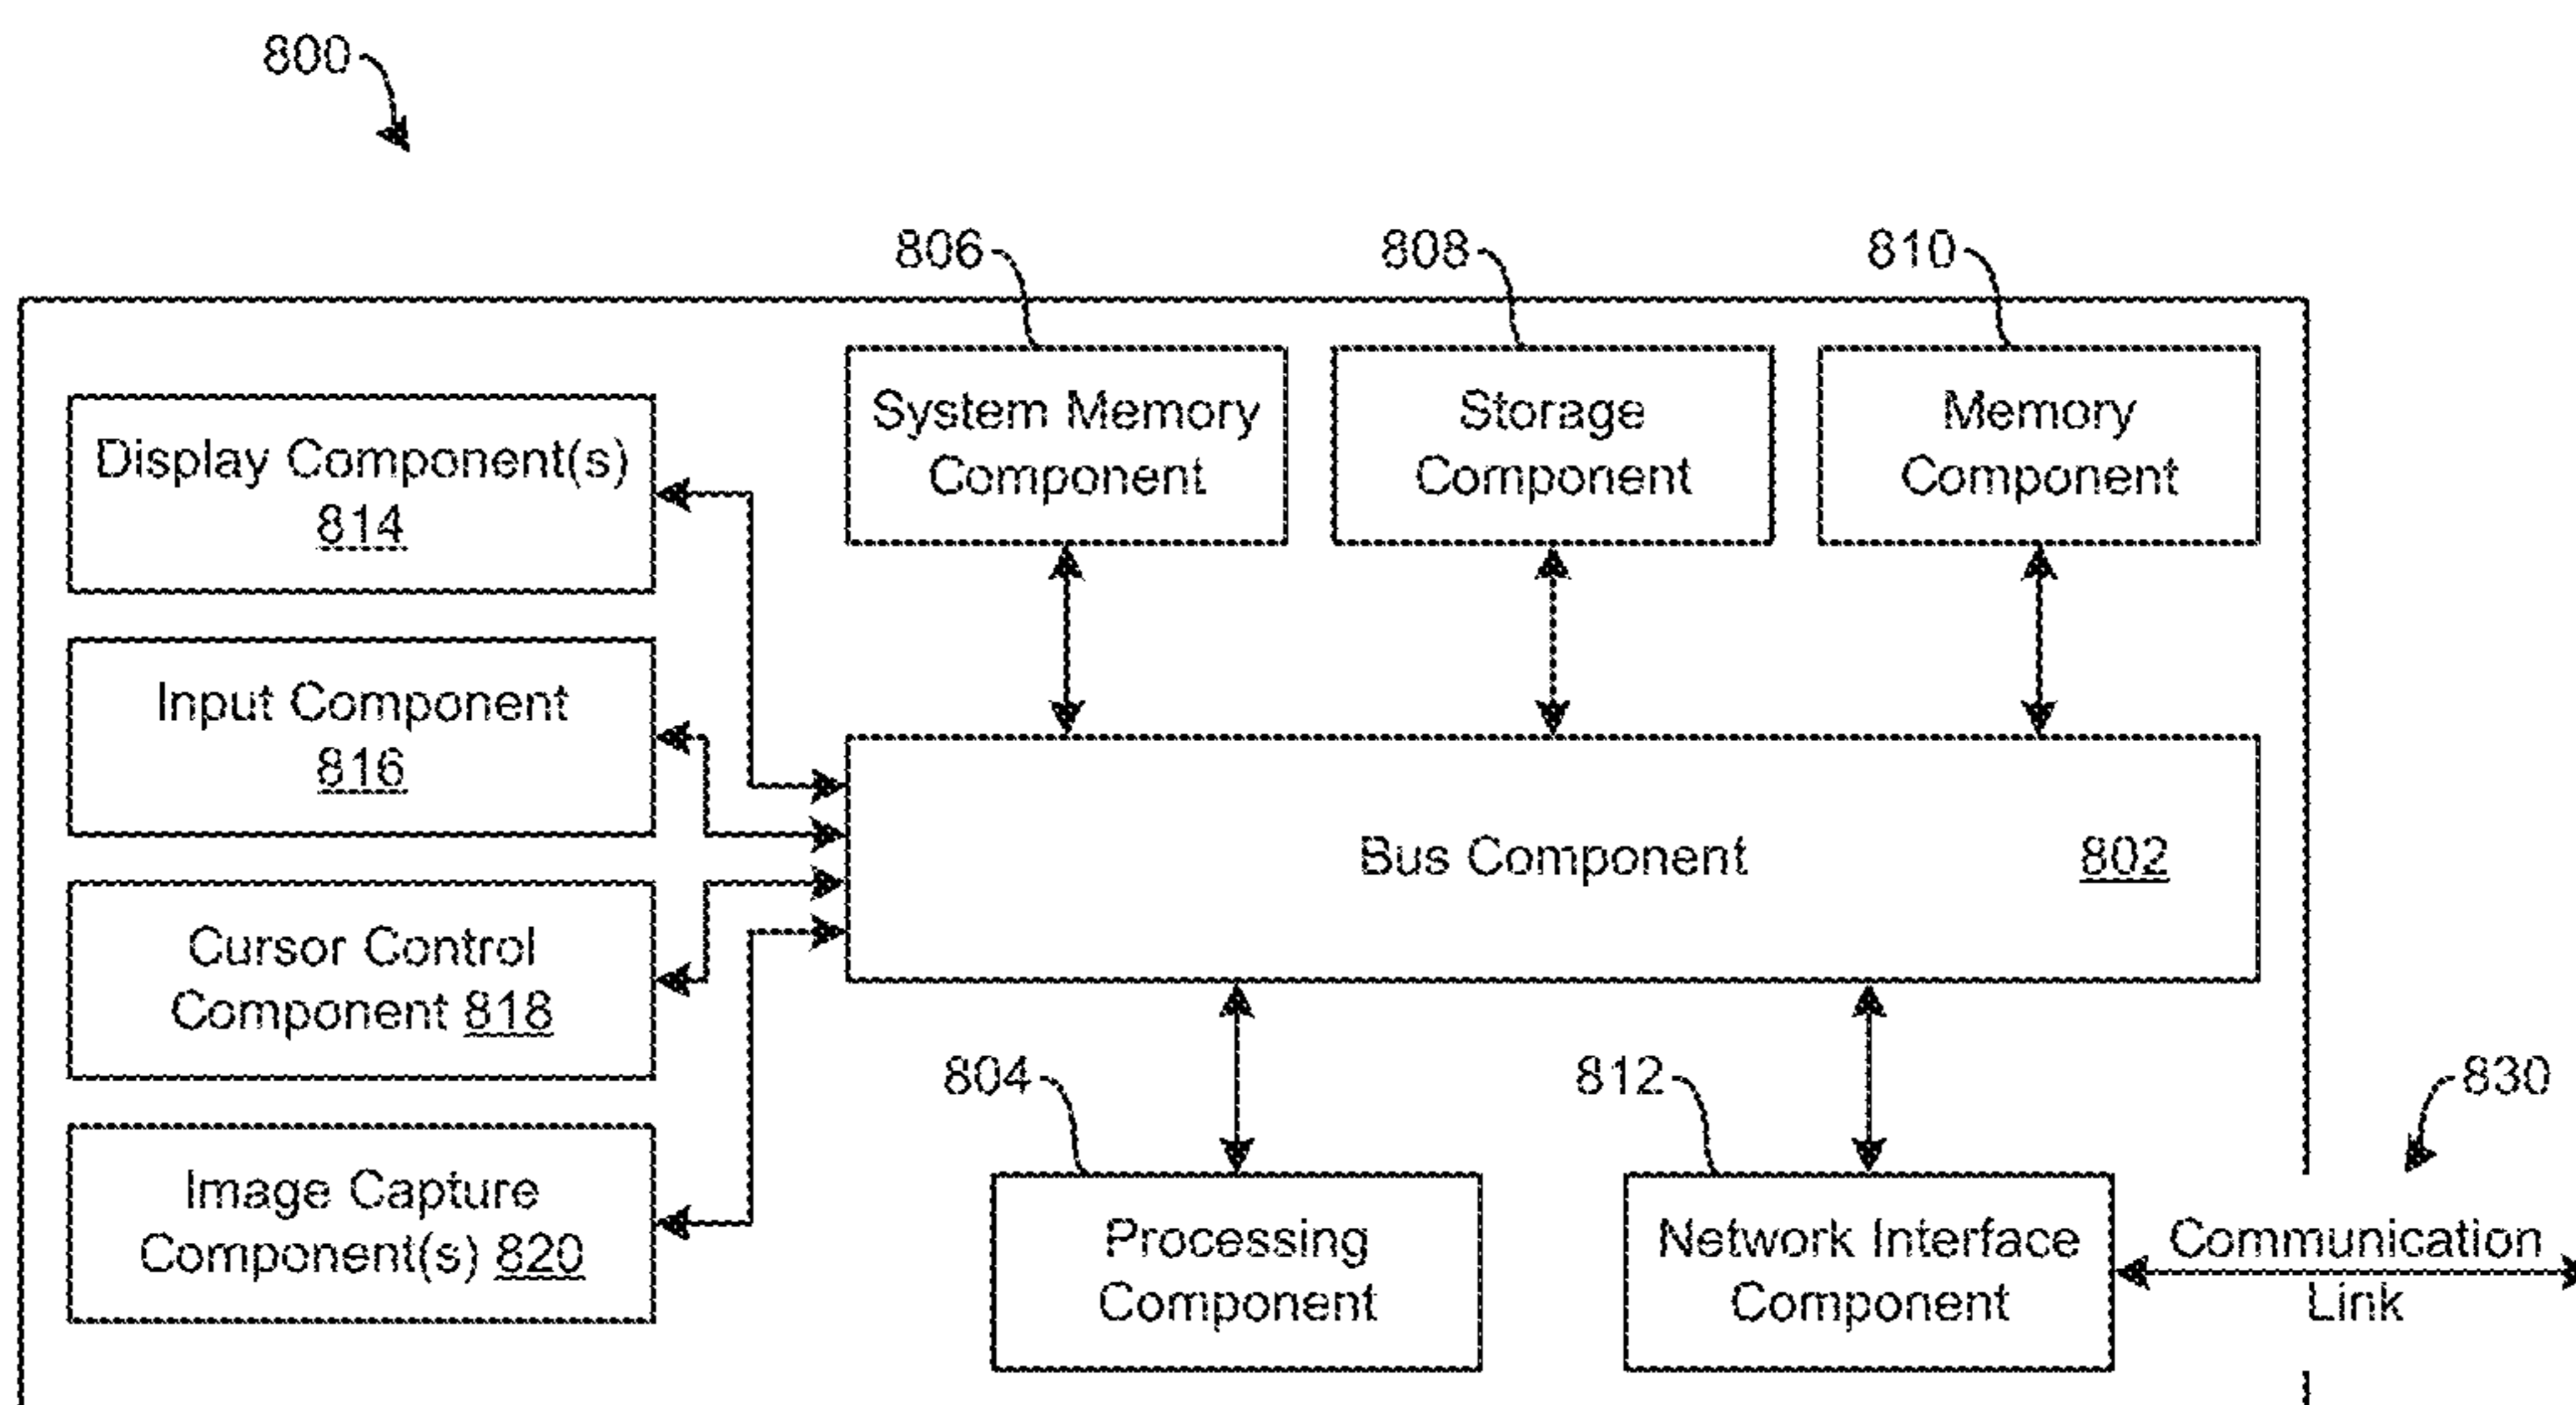 800
806
808
810
System Memory
Component
Storage
Component
Memory
Component
Display Component(s)
814
Input Component
816
Cursor Control
Component 818
Image Capture
Component(s) 820
Bus Component 802
804
812
830
Processing
Component
Network Interface
Component
Communication
Link